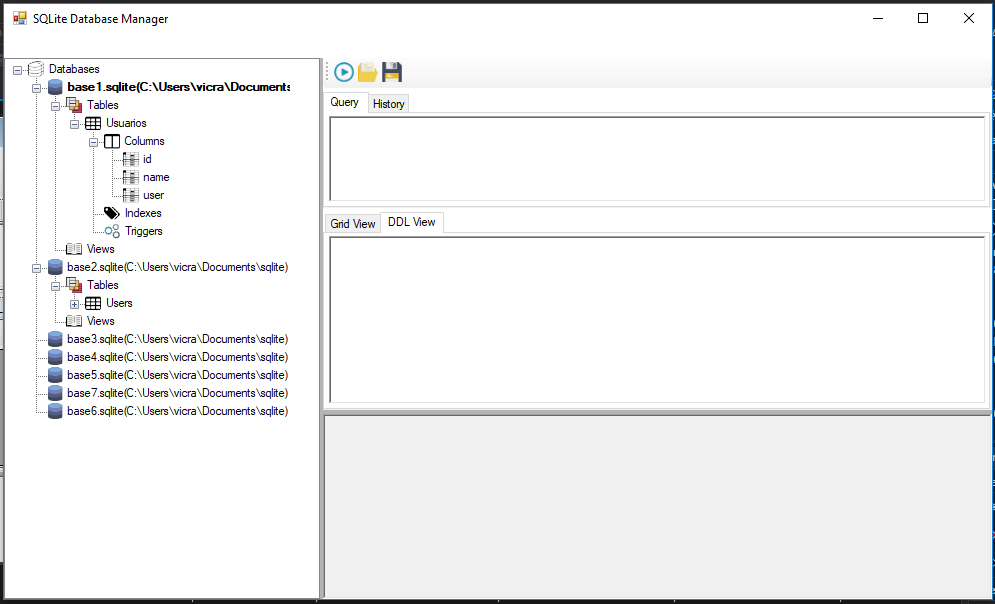 SQLite Database Manager
Databases
base1.sqlite(C:\Users\vicra\Documents
Tables
Usuarios
Columns
id
name
user
Indexes
Triggers
Views
base2.sqlite(C:\Users\vicra\Documents\sqlite)
Tables
Users
Views
base3.sqlite(C:\Users\vicra\Documents\sqlite)
base4.sqlite(C:\Users\vicra\Documents\sqlite)
base5.sqlite(C:\Users\vicra\Documents\sqlite)
base7.sqlite(C:\Users\vicra\Documents\sqlite)
base6.sqlite(C:\Users\vicra\Documents\sqlite)
Query History
Grid View DDL View